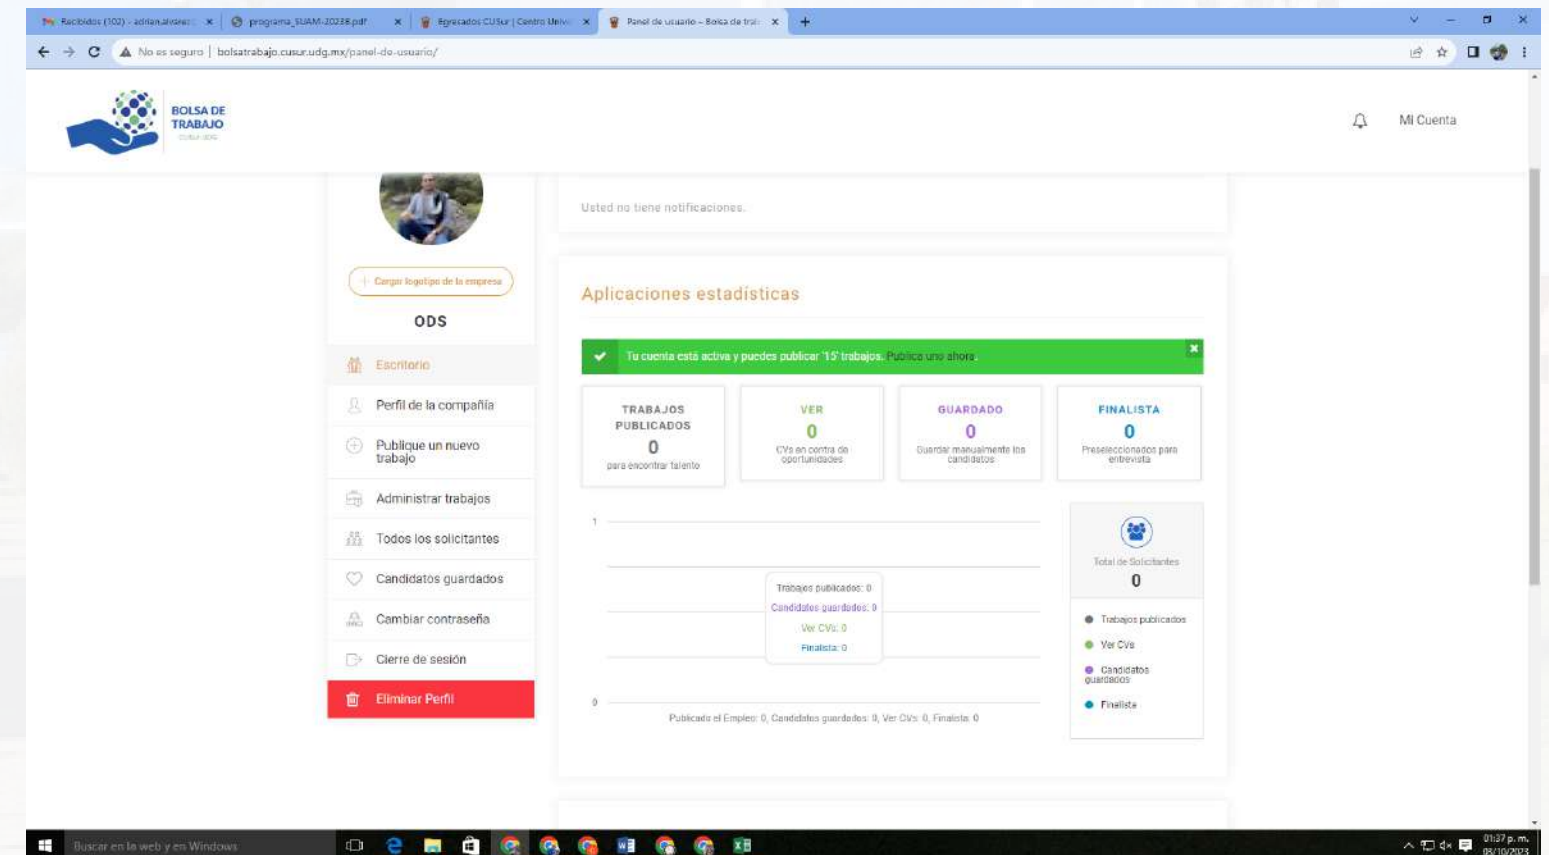 Recibidos (102) - adrian.alvarez
programa_SUAM-2023B.pdf
Egresados CUSur | Centro Unive
Panel de usuario – Bolsa de trab
No es seguro | bolsatrabajo.cusur.udg.mx/panel-de-usuario/
BOLSA DE
TRABAJO
CUSUR-UDG
Mi Cuenta
Usted no tiene notificaciones.
+ Cargar logotipo de la empresa
ODS
Escritorio
Perfil de la compañía
Publique un nuevo
trabajo
Administrar trabajos
Todos los solicitantes
Candidatos guardados
Cambiar contraseña
Cierre de sesión
Eliminar Perfil
Aplicaciones estadísticas
Tu cuenta está activa y puedes publicar '15' trabajos. Publica uno ahora.
TRABAJOS
PUBLICADOS
0
para encontrar talento
VER
0
CVs en contra de
oportunidades
GUARDADO
0
Guardar manualmente los
candidatos
FINALISTA
0
Preseleccionados para
entrevista
1
0
Trabajos publicados: 0
Candidatos guardados: 0
Ver CVs: 0
Finalista: 0
Publicado el Empleo: 0, Candidatos guardados: 0, Ver CVs: 0, Finalista: 0
Total de Solicitantes
0
Trabajos publicados
Ver CVs
Candidatos
guardados
Finalista
Buscar en la web y en Windows
01:37 p. m.
03/10/2023